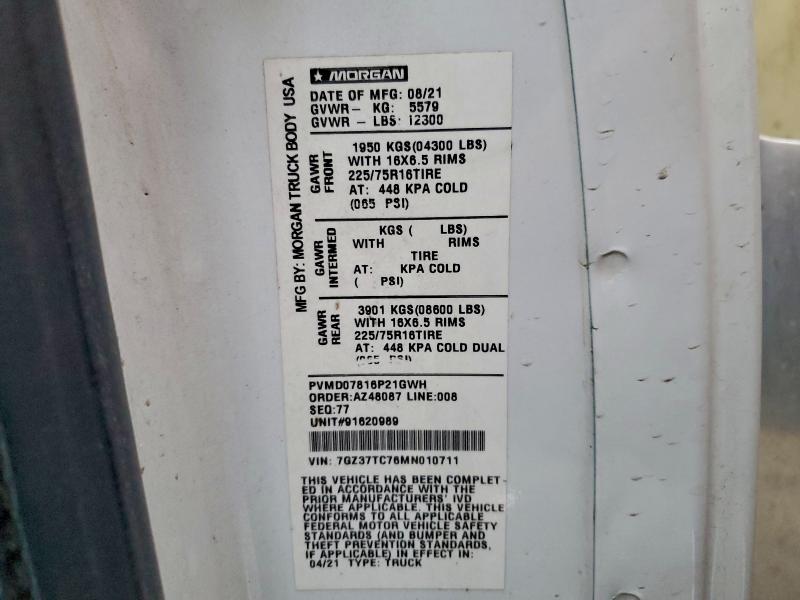 MORGAN
MFG BY: MORGAN TRUCK BODY USA
DATE OF MFG: 08/21
GVWR- KG: 5579
GVWR - LBS: 12300
GAWR FRONT
1950 KGS(04300 LBS)
WITH 16X6.5 RIMS
225/75R16TIRE
AT: 448 KPA COLD
(065 PSI)
GAWR INTERMED
KGS ( LBS)
WITH RIMS
TIRE
AT: KPA COLD
( PSI)
GAWR REAR
3901 KGS(08600 LBS)
WITH 16X6.5 RIMS
225/75R16TIRE
AT: 448 KPA COLD DUAL
(065 PSI)
PVMD07816P21GWH
ORDER:AZ48087 LINE:008
SEQ:77
UNIT#91620989
VIN: 7GZ37TC76MN010711
THIS VEHICLE HAS BEEN COMPLET-
ED IN ACCORDANCE WITH THE
PRIOR MANUFACTURERS' IVD
WHERE APPLICABLE. THIS VEHICLE
CONFORMS TO ALL APPLICABLE
FEDERAL MOTOR VEHICLE SAFETY
STANDARDS (AND BUMPER AND
THEFT PREVENTION STANDARDS,
IF APPLICABLE) IN EFFECT IN:
04/21 TYPE: TRUCK